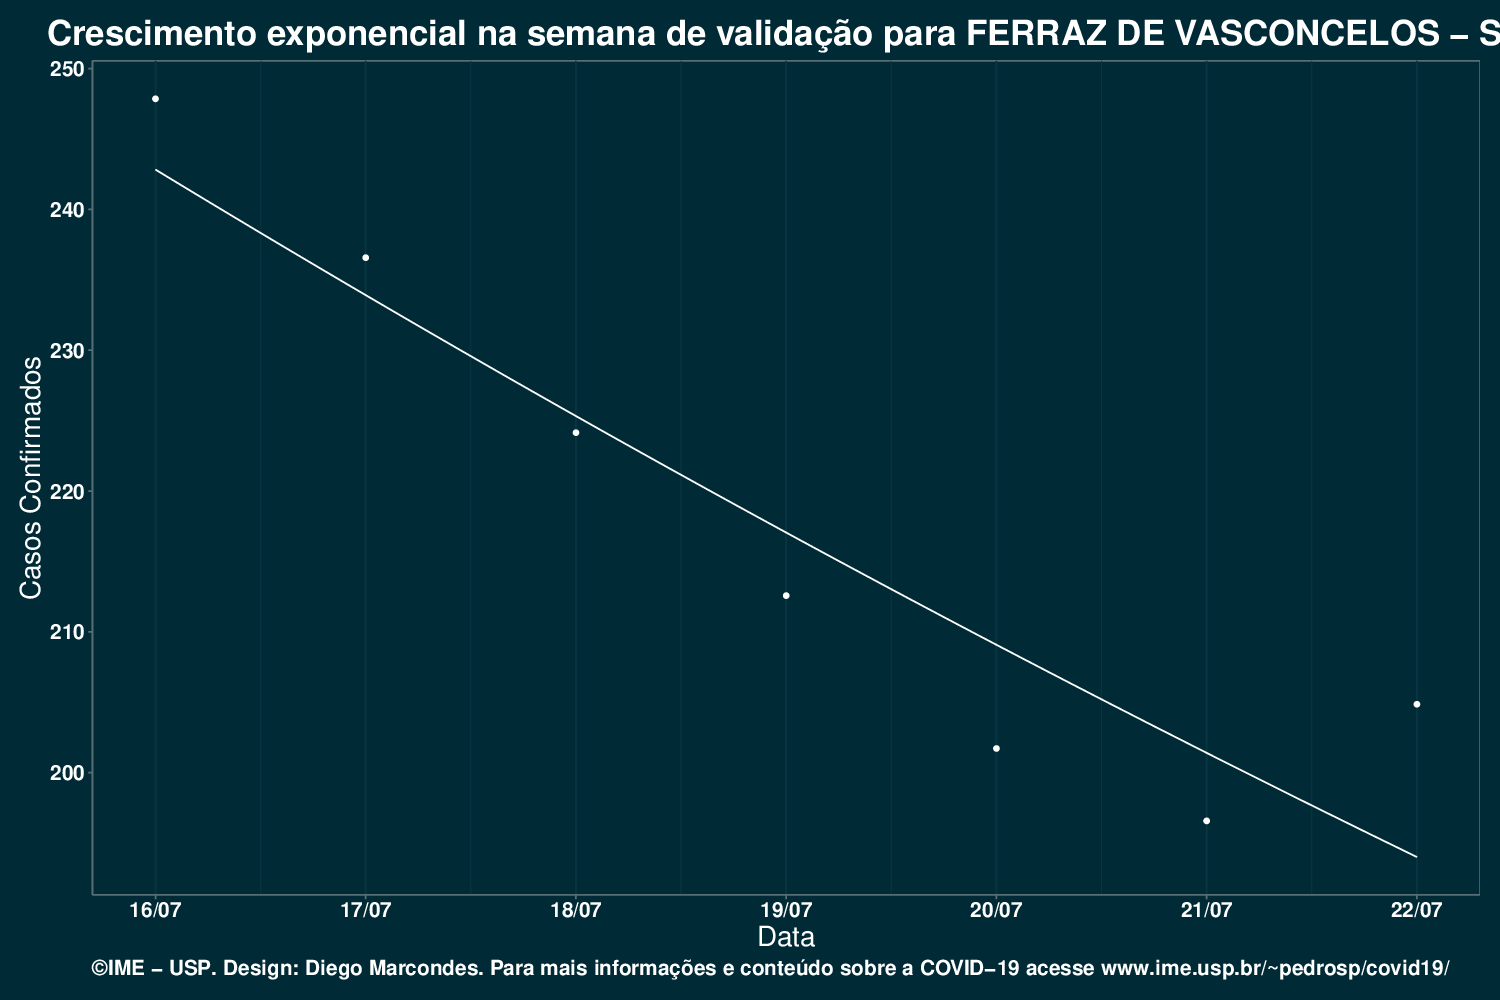 Crescimento exponencial na semana de validação para FERRAZ DE VASCONCELOS – S
250
240
230
220
210
200
Casos Confirmados
16/07 17/07 18/07 19/07 20/07 21/07 22/07
Data
©IME – USP. Design: Diego Marcondes. Para mais informações e conteúdo sobre a COVID–19 acesse www.ime.usp.br/~pedrosp/covid19/